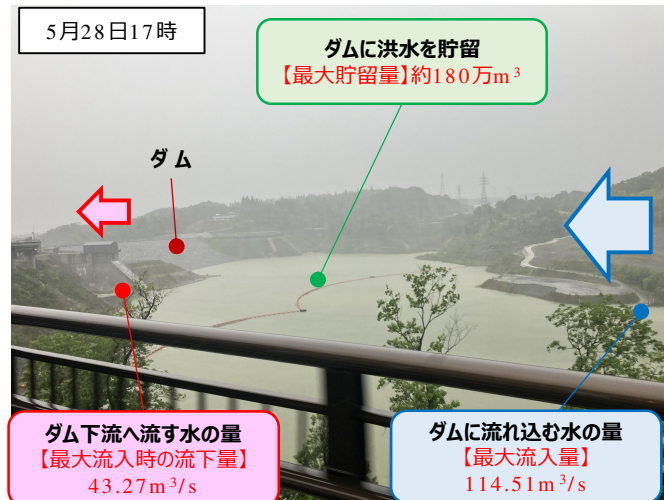 5月28日17時
ダムに洪水を貯留
【最大貯留量】約180万m³
ダム
ダム下流へ流す水の量
【最大流入時の流下量】
43.27m³/s
ダムに流れ込む水の量
【最大流入量】
114.51m³/s